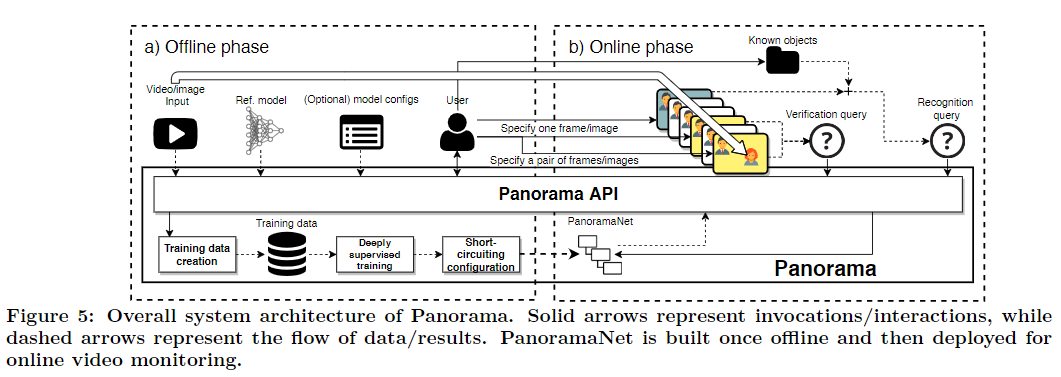 a) Offline phase
b) Online phase
Known objects
Video/image
Input
Ref. model
(Optional) model configs
User
Specify one frame/image
Specify a pair of frames/images
Verification query
?
Recognition
query
?
Panorama API
Training data
creation
Training data
Deeply
supervised
training
Short-
circuiting
configuration
PanoramaNet
Panorama
Figure 5: Overall system architecture of Panorama. Solid arrows represent invocations/interactions, while
dashed arrows represent the flow of data/results. PanoramaNet is built once offline and then deployed for
online video monitoring.